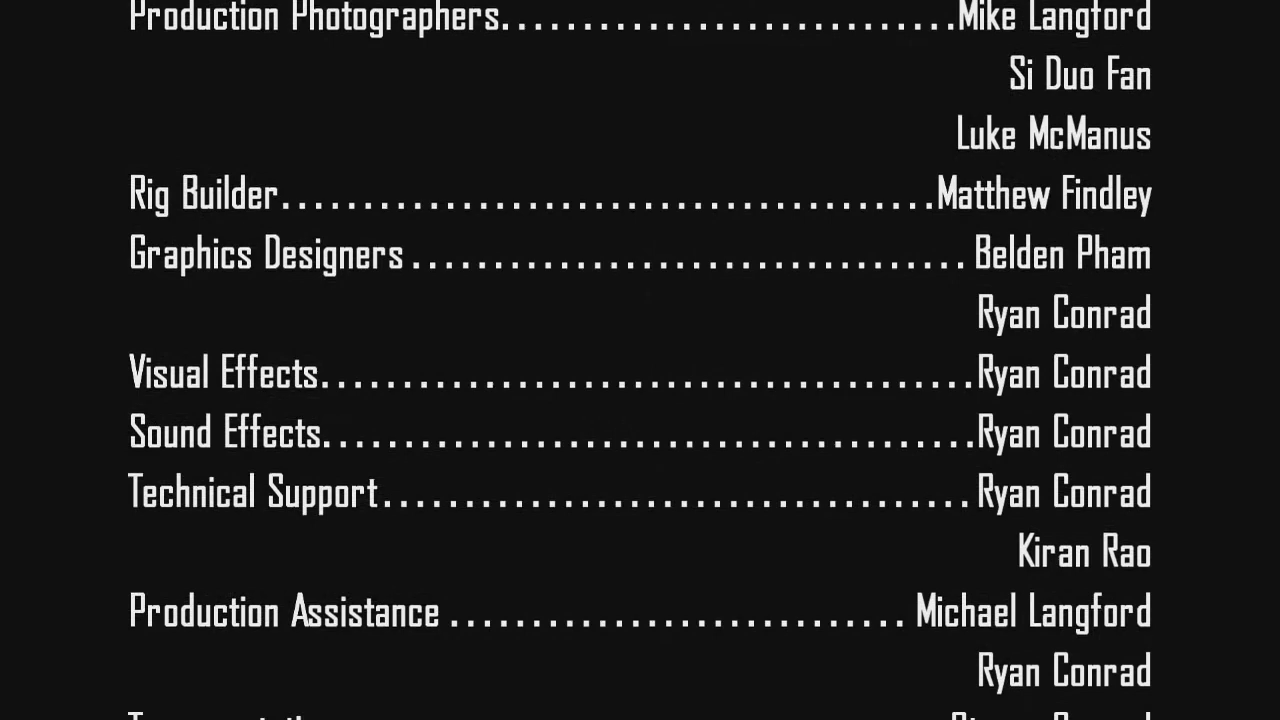 Production Photographers............................Mike Langford
Si Duo Fan
Luke McManus
Rig Builder........................................Matthew Findley
Graphics Designers .................................. Belden Pham
Ryan Conrad
Visual Effects........................................Ryan Conrad
Sound Effects........................................Ryan Conrad
Technical Support.................................... Ryan Conrad
Kiran Rao
Production Assistance ............................ Michael Langford
Ryan Conrad